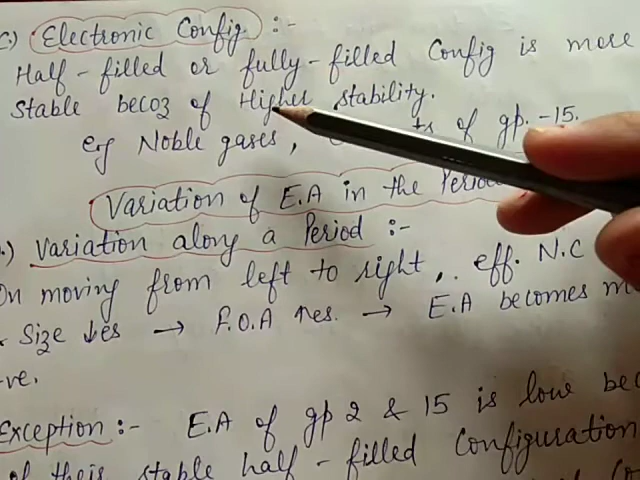 c.) Electronic Config :-
Half-filled or fully-filled Config is more
stable becoz of Higher stability.
eg Noble gases, of gp. -15.
Variation of E.A in the Period
.) Variation along a Period :-
On moving from left to right, eff. N.C
Size ↓es → F.O.A ↑es. → E.A becomes
-ve.
Exception :- E.A of gp 2 & 15 is low
of their stable half-filled Configuration